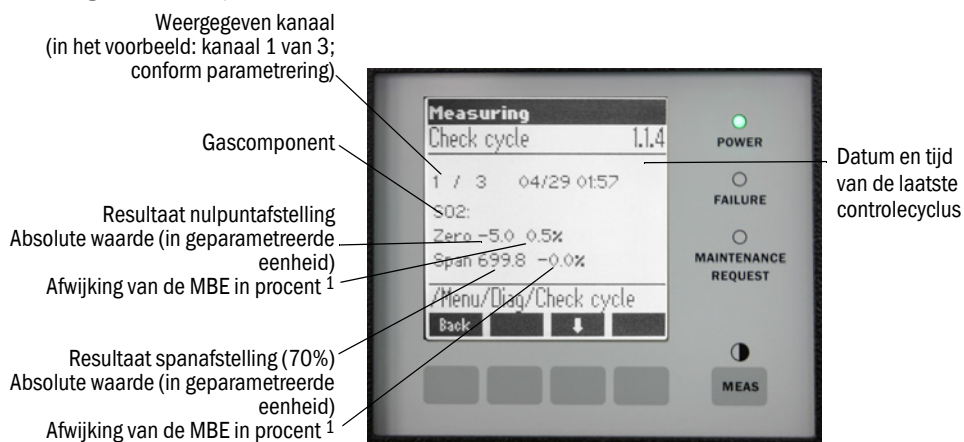 Weergegeven kanaal
(in het voorbeeld: kanaal 1 van 3;
conform parametrering)
Gascomponent
Resultaat nulpuntafstelling
Absolute waarde (in geparametreerde
eenheid)
Afwijking van de MBE in procent 1
Resultaat spanafstelling (70%)
Absolute waarde (in geparametreerde
eenheid)
Afwijking van de MBE in procent 1
Measuring
Check cycle 1.1.4
1 / 3 04/29 01:57
SO2:
Zero -5.0 0.5%
Span 699.8 -0.0%
/Menu/Diag/Check cycle
Back
POWER
FAILURE
MAINTENANCE
REQUEST
MEAS
Datum en tijd
van de laatste
controlecyclus